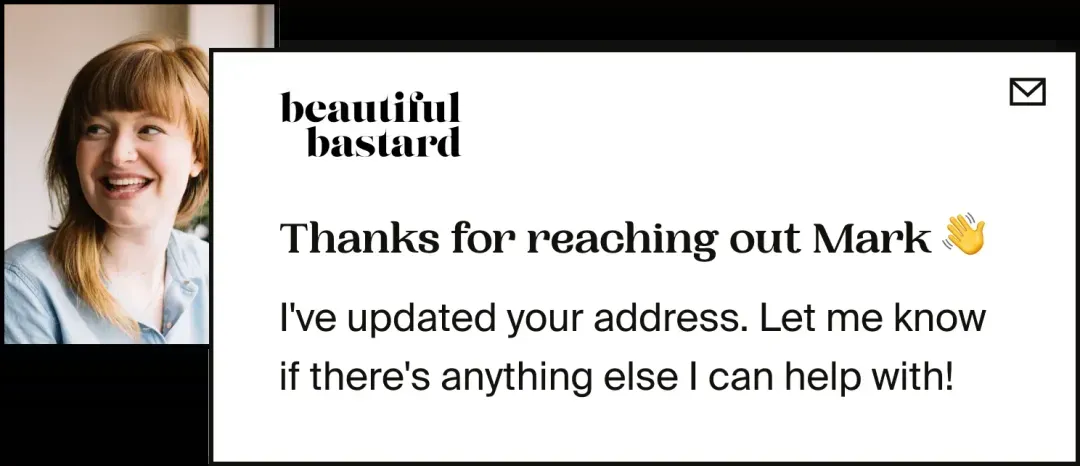 beautiful
bastard
Thanks for reaching out Mark 👋
I've updated your address. Let me know
if there's anything else I can help with!